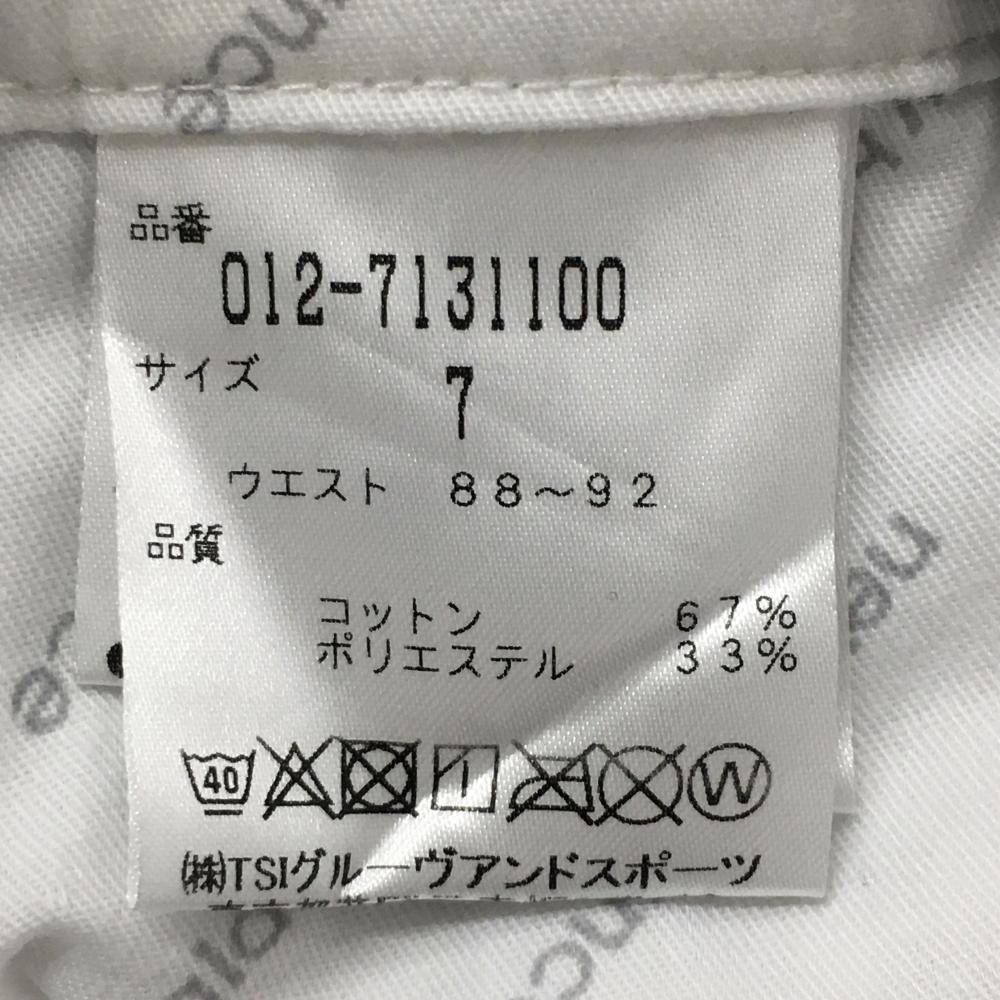 品番
012-7131100
サイズ 7
ウエスト 88～92
品質
コットン 67%
ポリエステル 33%
40 W
㈱TSIグルーヴアンドスポーツ